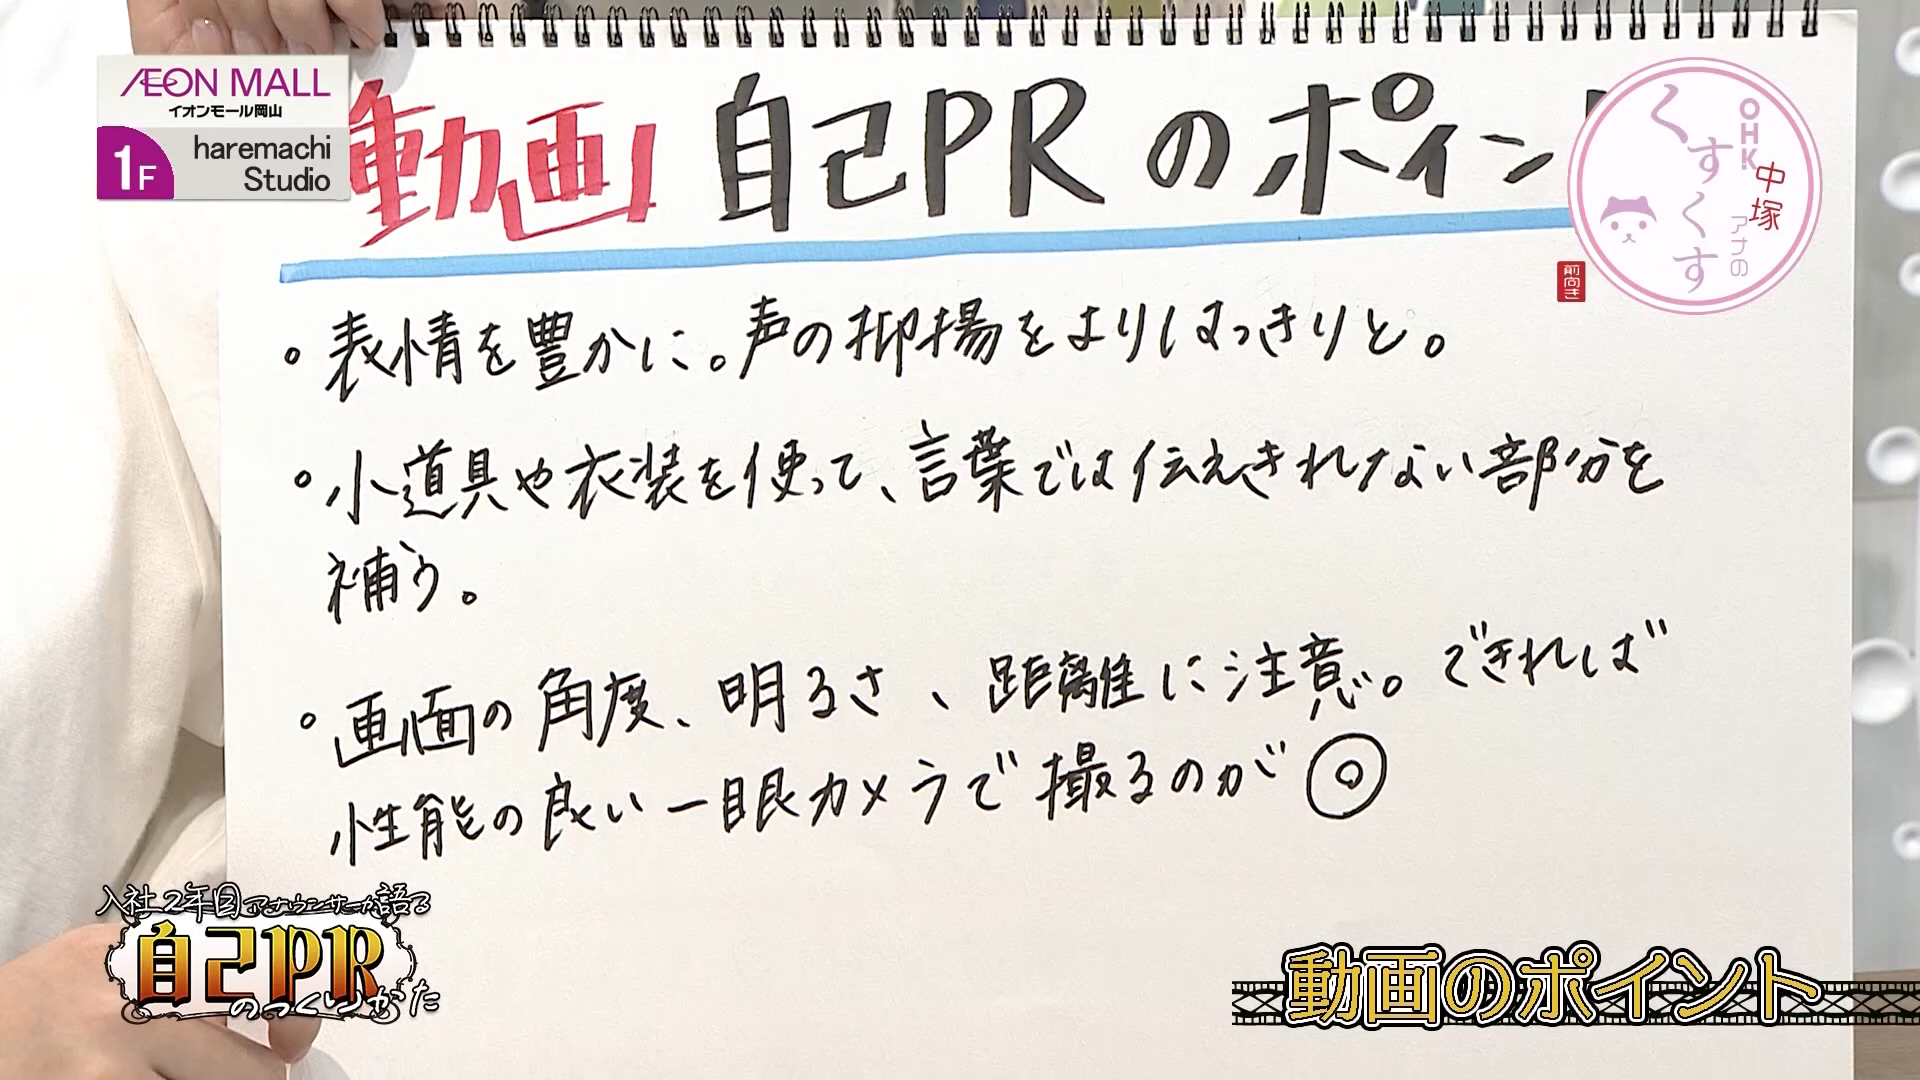 ÆON MALL
イオンモール岡山
1F
haremachi
Studio
動画 自己PRのポイン
OHK
中塚
アナの
くすくす
前向き
・表情を豊かに。声の抑揚をよりはっきりと。
・小道具や衣装を使って、言葉では伝えきれない部分を
補う。
・画面の角度、明るさ、距離に注意。できれば
性能の良い一眼カメラで撮るのが◎
入社2年目アナウンサーが語る
自己PR
のつくりかた
動画のポイント